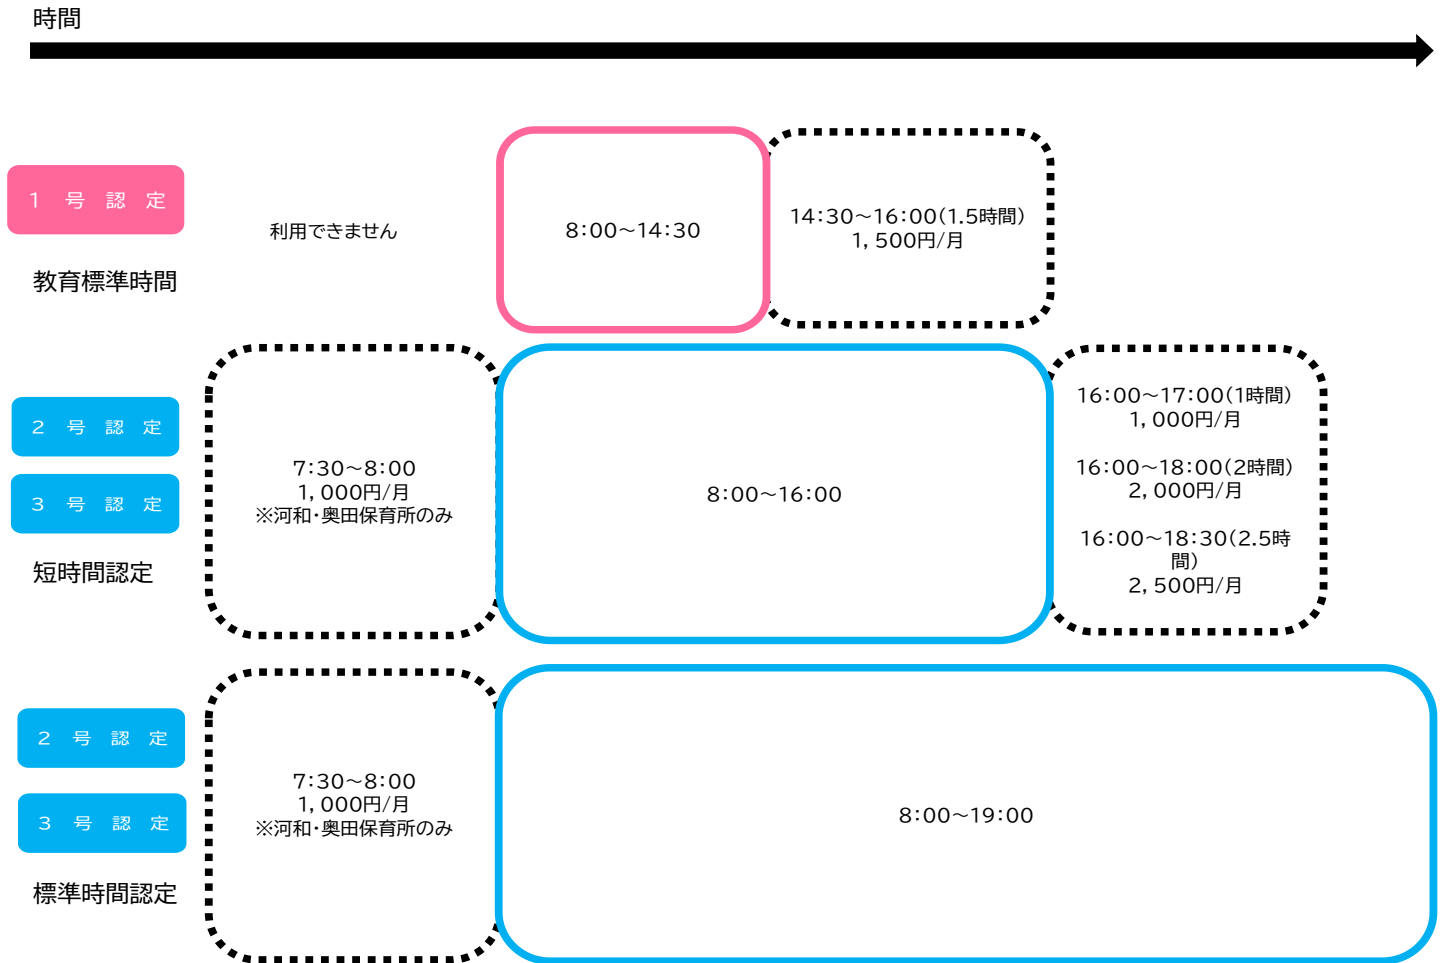 時間
1 号 認 定
教育標準時間
利用できません
8:00～14:30
14:30～16:00(1.5時間)
1,500円/月
2 号 認 定
3 号 認 定
短時間認定
7:30～8:00
1,000円/月
※河和・奥田保育所のみ
8:00～16:00
16:00～17:00(1時間)
1,000円/月
16:00～18:00(2時間)
2,000円/月
16:00～18:30(2.5時
間)
2,500円/月
2 号 認 定
3 号 認 定
標準時間認定
7:30～8:00
1,000円/月
※河和・奥田保育所のみ
8:00～19:00